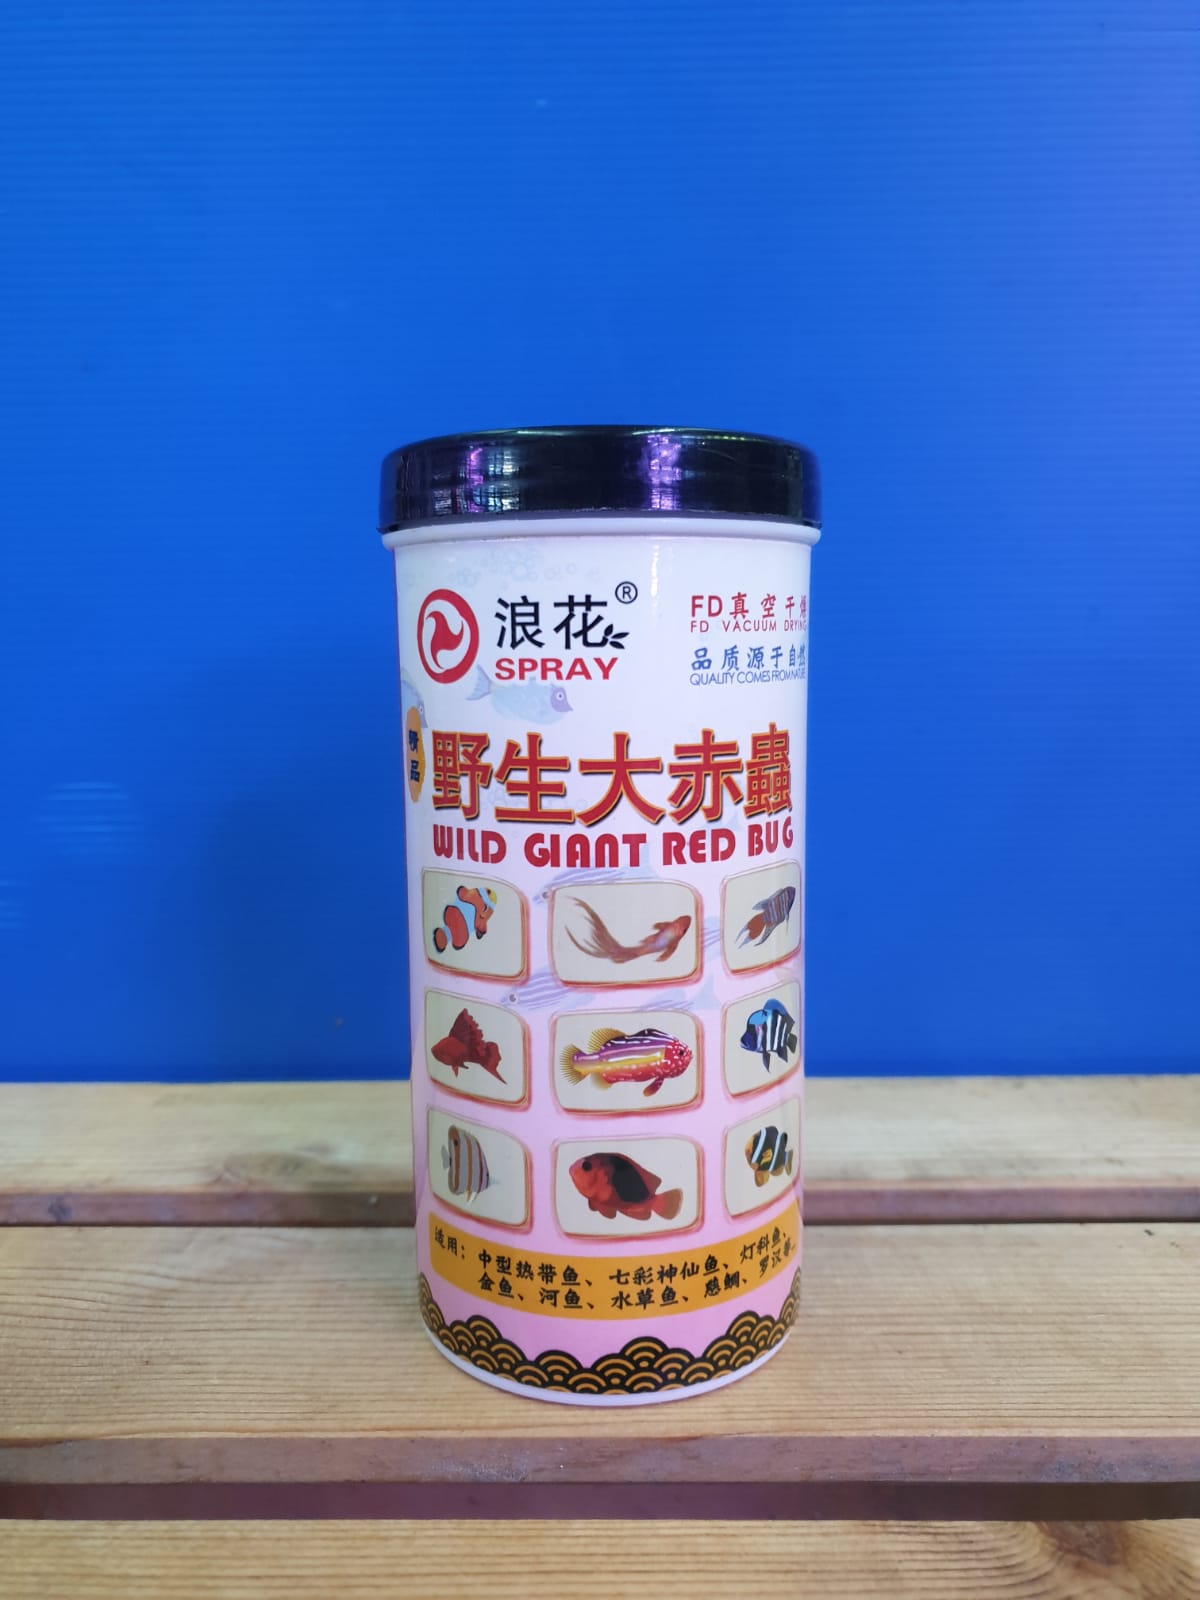 浪花®
SPRAY
FD真空干燥
FD VACUUM DRYING
品质源于自然
QUALITY COMES FROM NATURE
精品
野生大赤蟲
WILD GIANT RED BUG
适用：中型热带鱼、七彩神仙鱼、灯科鱼、
金鱼、河鱼、水草鱼、慈鲷、罗汉等